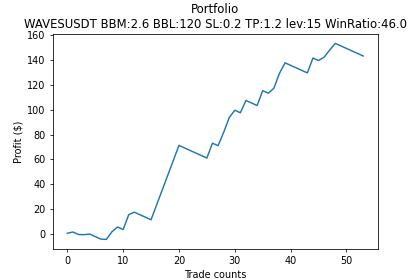 Portfolio
WAVESUSDT BBM:2.6 BBL:120 SL:0.2 TP:1.2 lev:15 WinRatio:46.0
Profit ($)
160
140
120
100
80
60
40
20
0
0 10 20 30 40 50
Trade counts